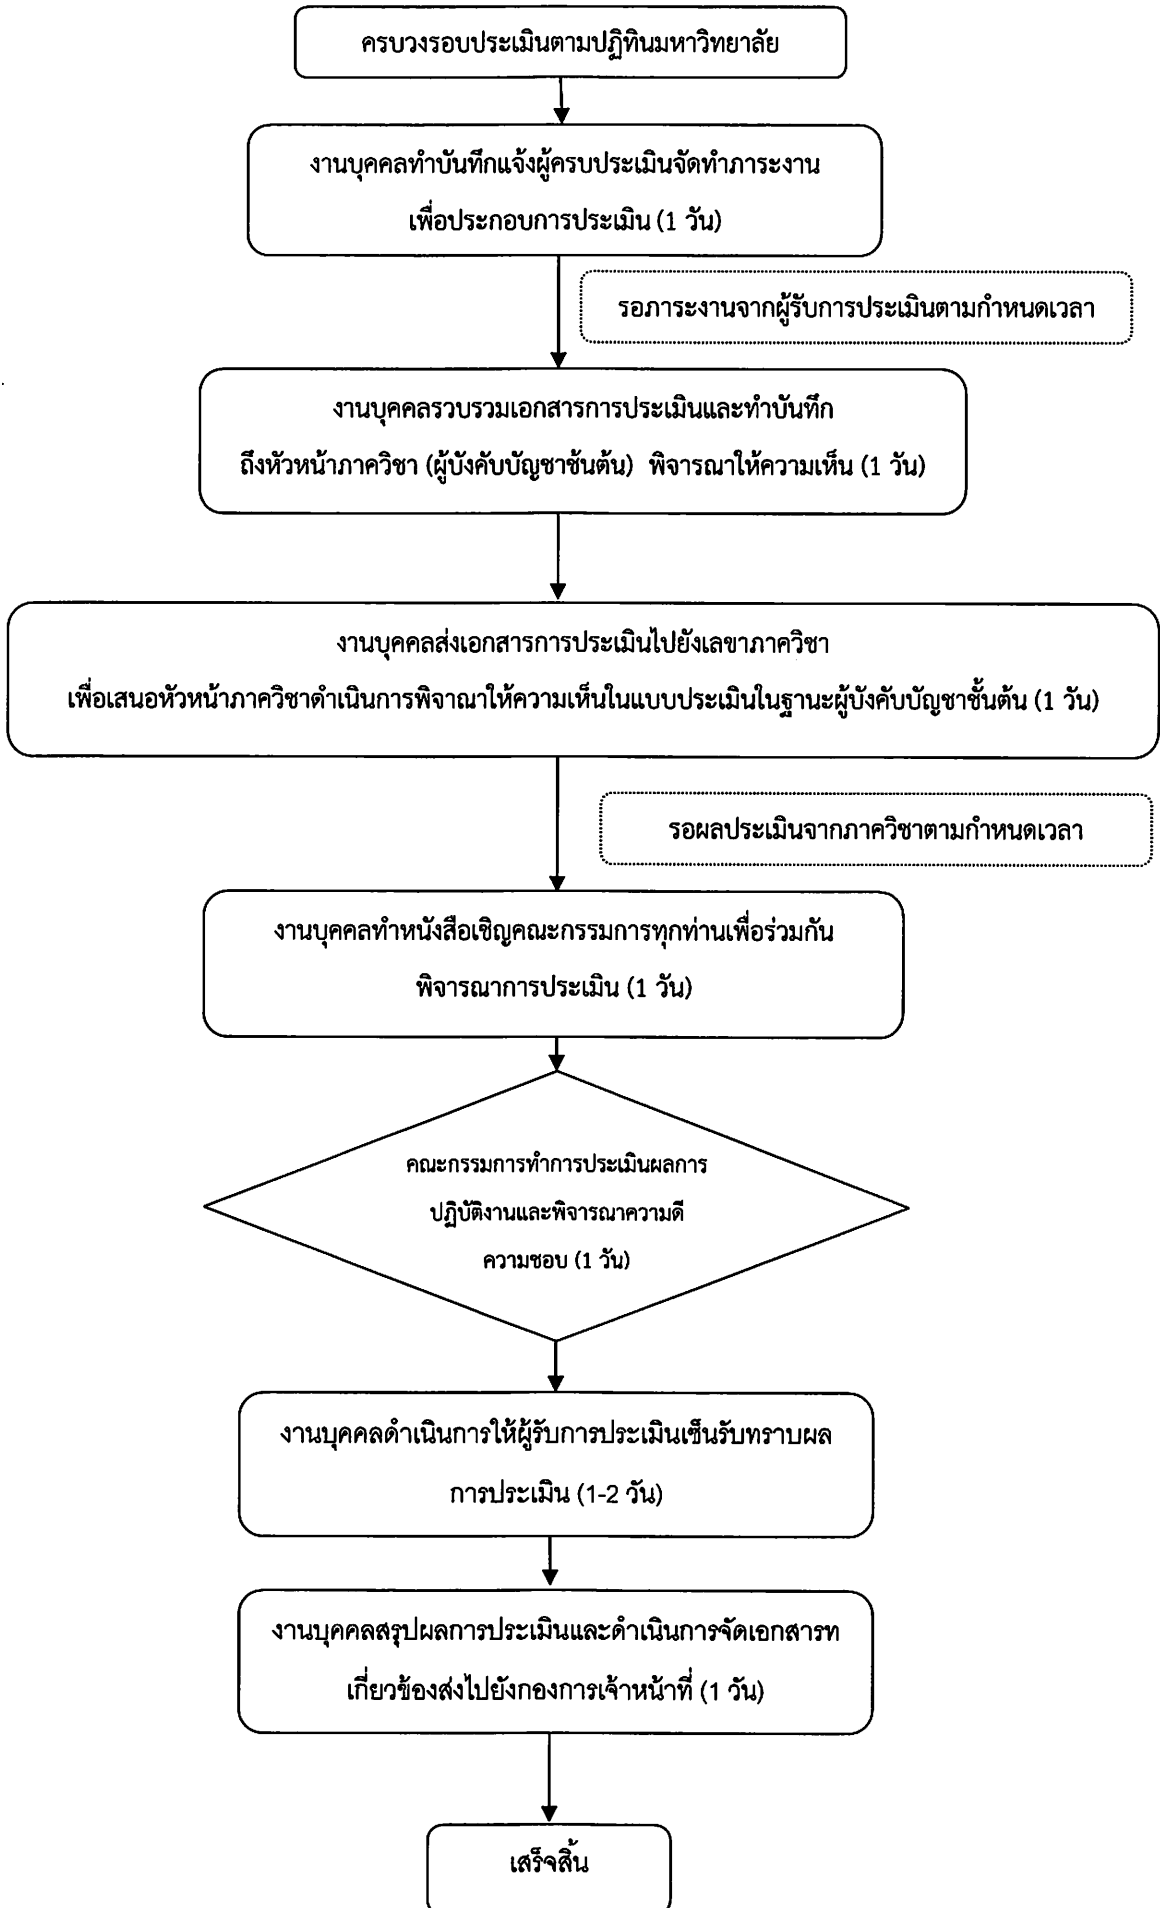 ครบวงรอบประเมินตามปฏิทินมหาวิทยาลัย
งานบุคคลทำบันทึกแจ้งผู้ครบประเมินจัดทำภาระงาน
เพื่อประกอบการประเมิน (1 วัน)
รอภาระงานจากผู้รับการประเมินตามกำหนดเวลา
งานบุคคลรวบรวมเอกสารการประเมินและทำบันทึก
ถึงหัวหน้าภาควิชา (ผู้บังคับบัญชาชั้นต้น) พิจารณาให้ความเห็น (1 วัน)
งานบุคคลส่งเอกสารการประเมินไปยังเลขาภาควิชา
เพื่อเสนอหัวหน้าภาควิชาดำเนินการพิจาณาให้ความเห็นในแบบประเมินในฐานะผู้บังคับบัญชาชั้นต้น (1 วัน)
รอผลประเมินจากภาควิชาตามกำหนดเวลา
งานบุคคลทำหนังสือเชิญคณะกรรมการทุกท่านเพื่อร่วมกัน
พิจารณาการประเมิน (1 วัน)
คณะกรรมการทำการประเมินผลการ
ปฏิบัติงานและพิจารณาความดี
ความชอบ (1 วัน)
งานบุคคลดำเนินการให้ผู้รับการประเมินเซ็นรับทราบผล
การประเมิน (1-2 วัน)
งานบุคคลสรุปผลการประเมินและดำเนินการจัดเอกสารท
เกี่ยวข้องส่งไปยังกองการเจ้าหน้าที่ (1 วัน)
เสร็จสิ้น